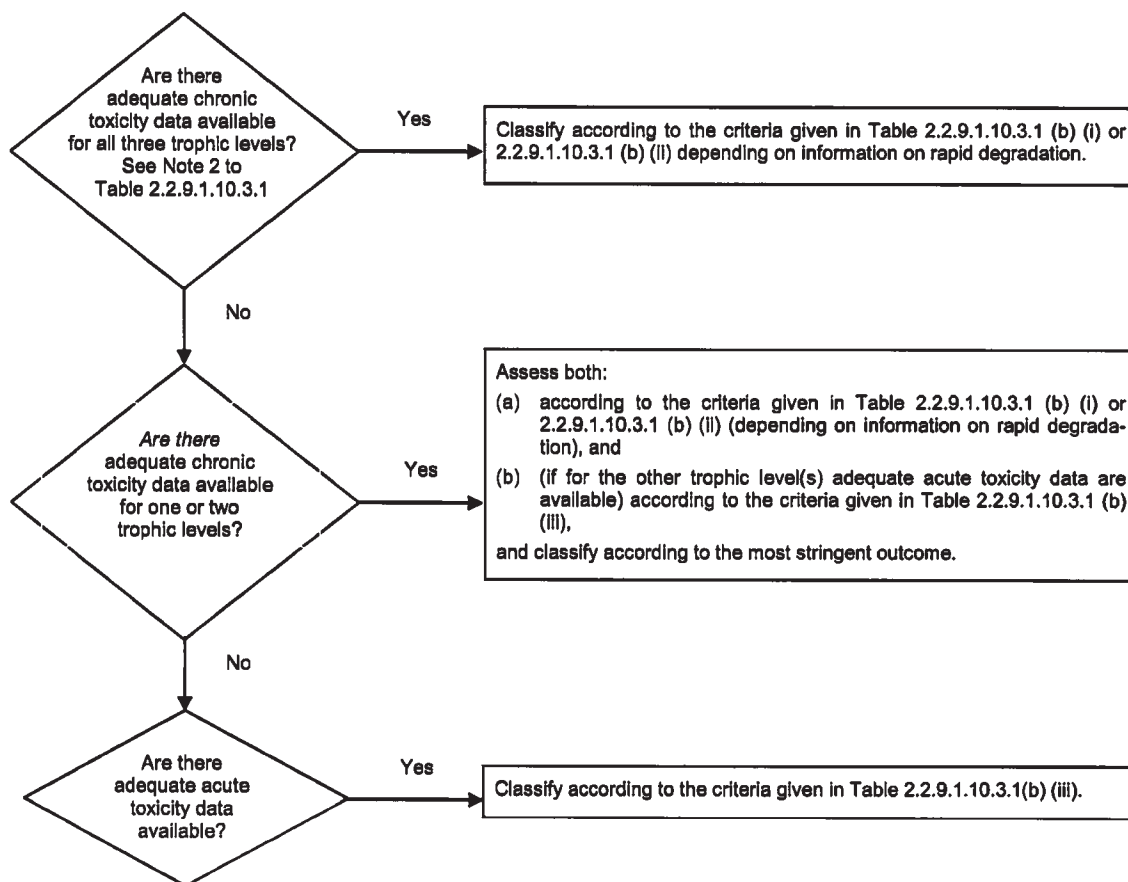 Are there
adequate chronic
toxicity data available
for all three trophic levels?
See Note 2 to
Table 2.2.9.1.10.3.1
Yes
Classify according to the criteria given in Table 2.2.9.1.10.3.1 (b) (i) or
2.2.9.1.10.3.1 (b) (ii) depending on information on rapid degradation.
No
Are there
adequate chronic
toxicity data available
for one or two
trophic levels?
Yes
Assess both:
(a) according to the criteria given in Table 2.2.9.1.10.3.1 (b) (i) or
2.2.9.1.10.3.1 (b) (ii) (depending on information on rapid degrada-
tion), and
(b) (if for the other trophic level(s) adequate acute toxicity data are
available) according to the criteria given in Table 2.2.9.1.10.3.1 (b)
(iii),
and classify according to the most stringent outcome.
No
Are there
adequate acute
toxicity data
available?
Yes
Classify according to the criteria given in Table 2.2.9.1.10.3.1(b) (iii).